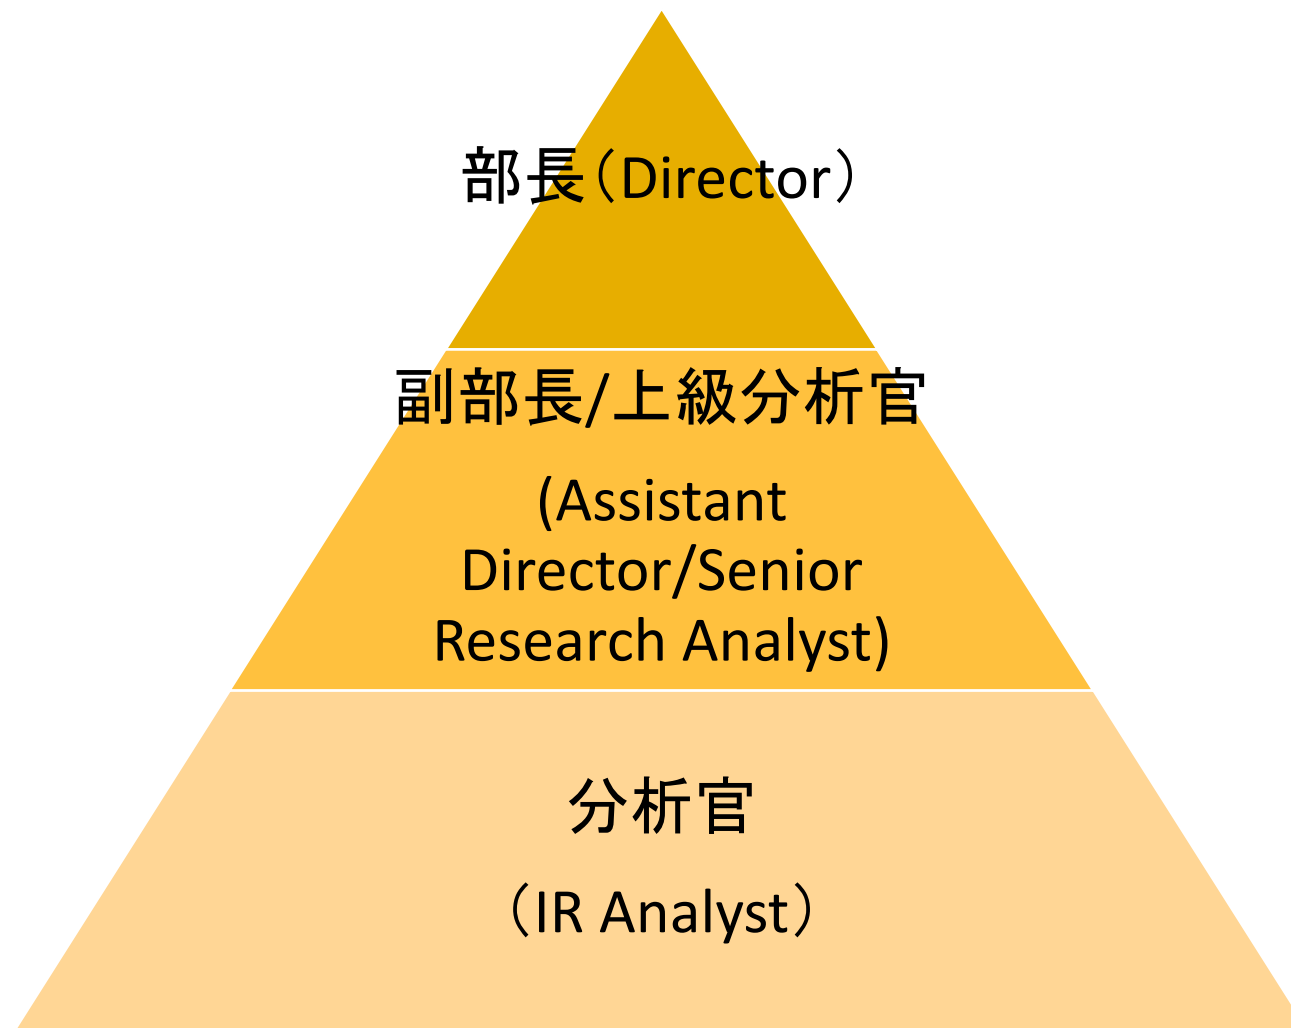 部長（Director）
副部長/上級分析官
(Assistant
Director/Senior
Research Analyst)
分析官
（IR Analyst）